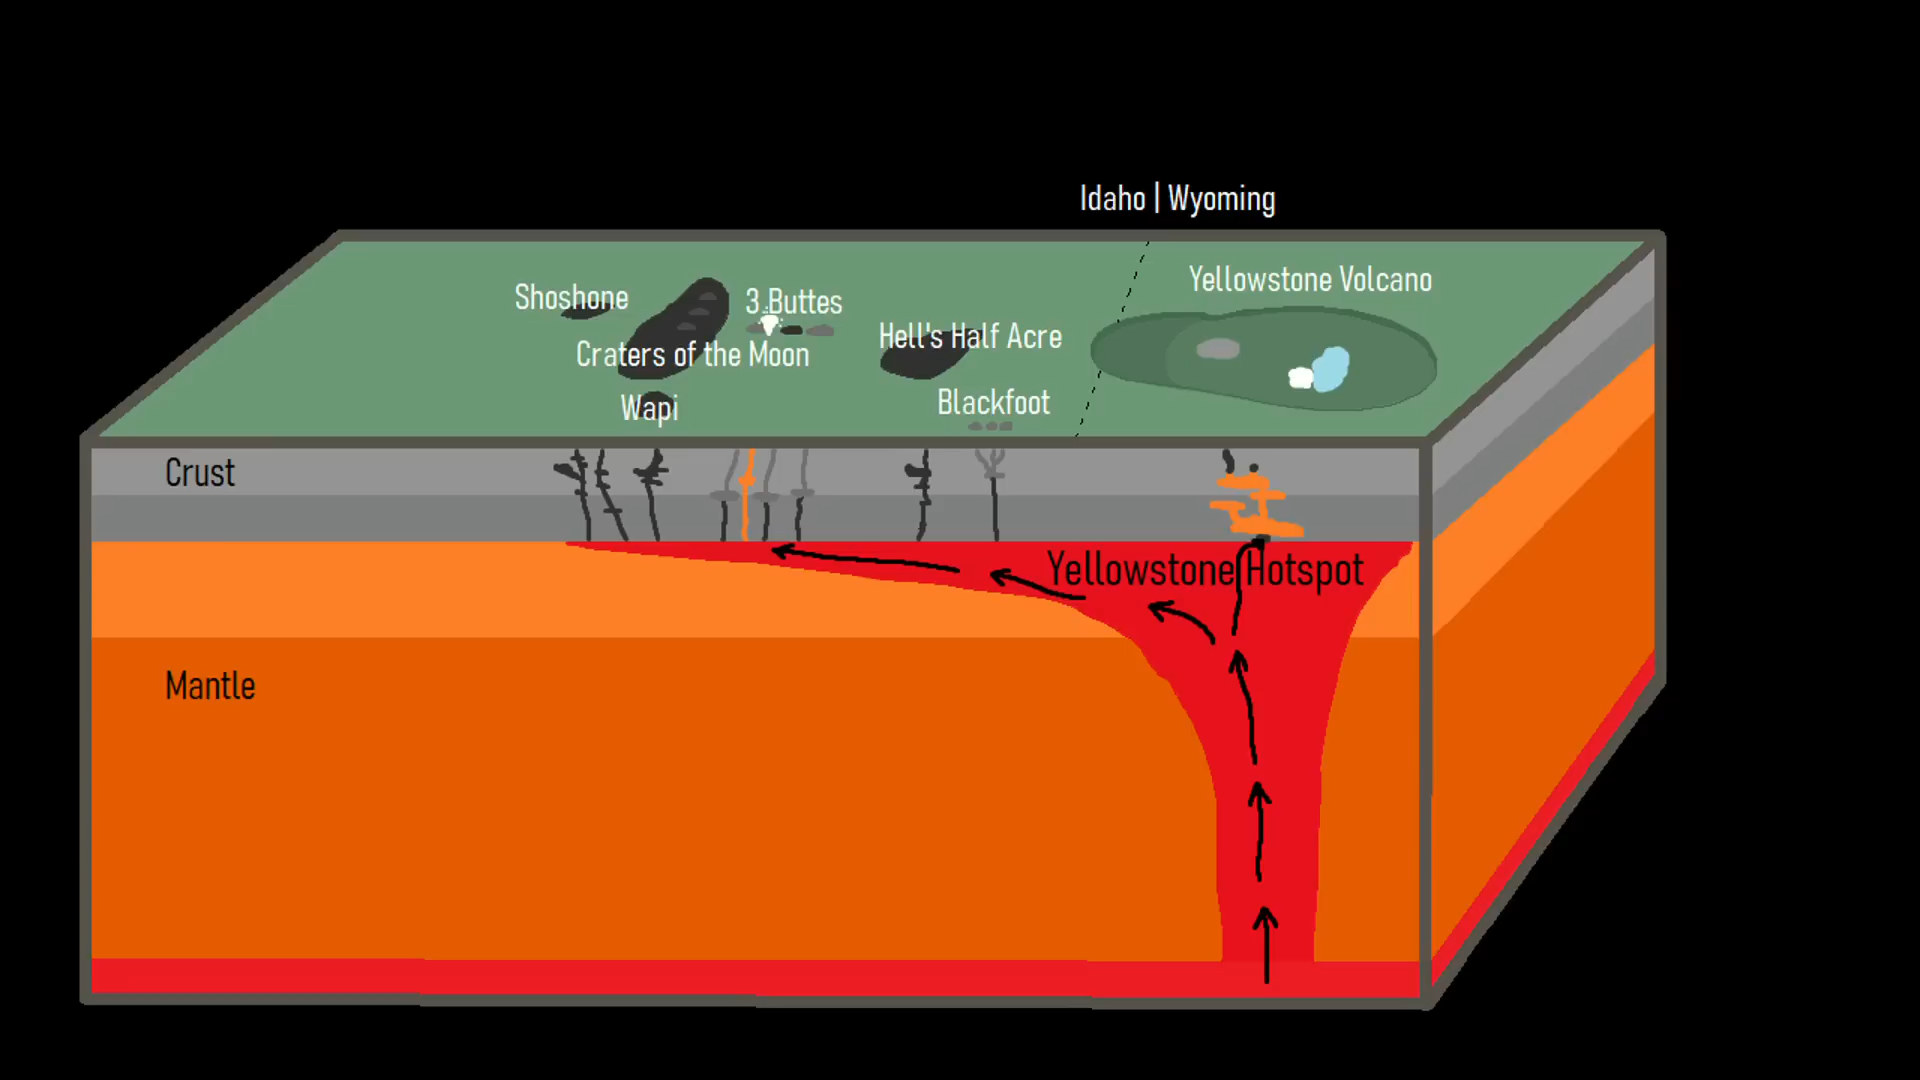 Idaho | Wyoming
Yellowstone Volcano
Shoshone
3 Buttes
Hell's Half Acre
Craters of the Moon
Wapi
Blackfoot
Crust
Yellowstone Hotspot
Mantle